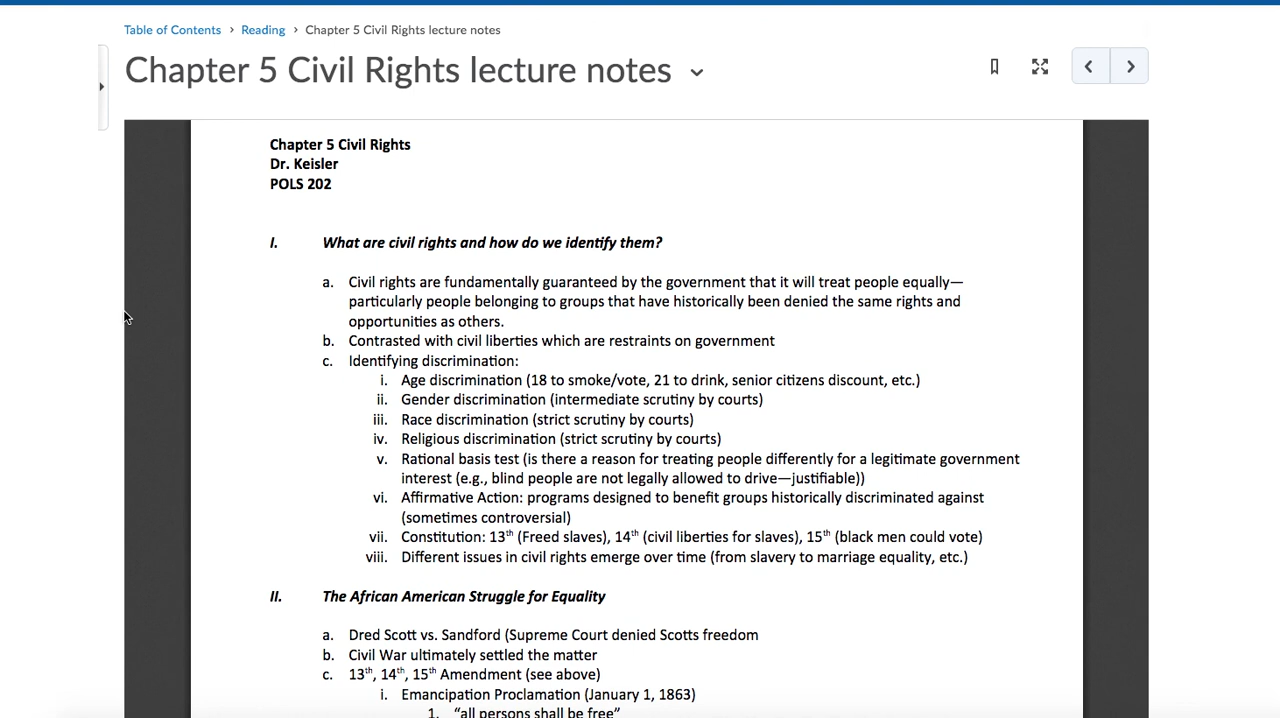 Table of Contents › Reading › Chapter 5 Civil Rights lecture notes
Chapter 5 Civil Rights lecture notes
Chapter 5 Civil Rights
Dr. Keisler
POLS 202
I. What are civil rights and how do we identify them?
a. Civil rights are fundamentally guaranteed by the government that it will treat people equally—
particularly people belonging to groups that have historically been denied the same rights and
opportunities as others.
b. Contrasted with civil liberties which are restraints on government
c. Identifying discrimination:
i. Age discrimination (18 to smoke/vote, 21 to drink, senior citizens discount, etc.)
ii. Gender discrimination (intermediate scrutiny by courts)
iii. Race discrimination (strict scrutiny by courts)
iv. Religious discrimination (strict scrutiny by courts)
v. Rational basis test (is there a reason for treating people differently for a legitimate government
interest (e.g., blind people are not legally allowed to drive—justifiable))
vi. Affirmative Action: programs designed to benefit groups historically discriminated against
(sometimes controversial)
vii. Constitution: 13th (Freed slaves), 14th (civil liberties for slaves), 15th (black men could vote)
viii. Different issues in civil rights emerge over time (from slavery to marriage equality, etc.)
II. The African American Struggle for Equality
a. Dred Scott vs. Sandford (Supreme Court denied Scotts freedom
b. Civil War ultimately settled the matter
c. 13th, 14th, 15th Amendment (see above)
i. Emancipation Proclamation (January 1, 1863)
1. “all persons shall be free”